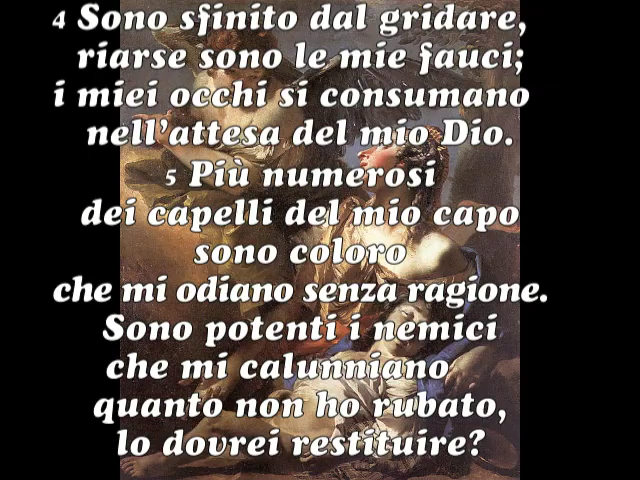 4 Sono sfinito dal gridare,
riarse sono le mie fauci;
i miei occhi si consumano
nell'attesa del mio Dio.
5 Più numerosi
dei capelli del mio capo
sono coloro
che mi odiano senza ragione.
Sono potenti i nemici
che mi calunniano
quanto non ho rubato,
lo dovrei restituire?